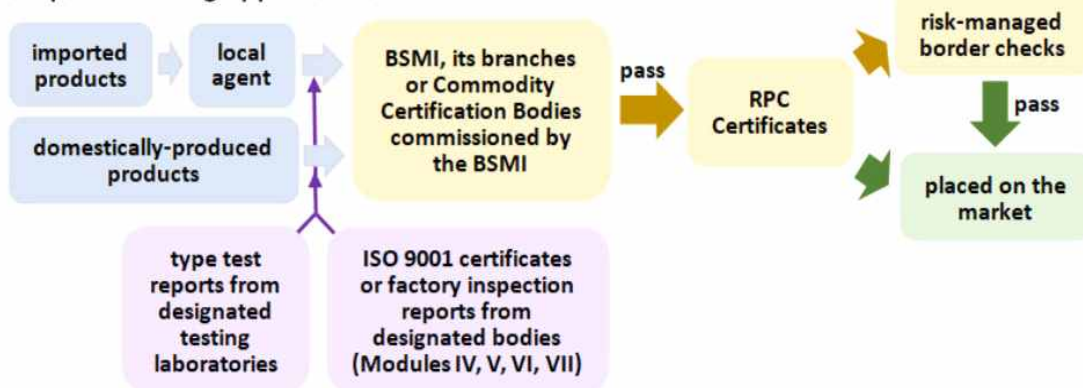 imported
products
local
agent
domestically-produced
products
BSMI, its branches
or Commodity
Certification Bodies
commissioned by
the BSMI
pass
RPC
Certificates
risk-managed
border checks
pass
placed on the
market
type test
reports from
designated
testing
laboratories
ISO 9001 certificates
or factory inspection
reports from
designated bodies
(Modules IV, V, VI, VII)